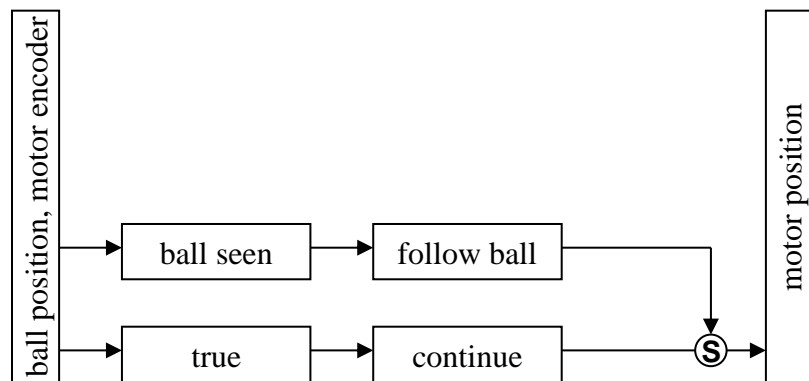 ball position, motor encoder
ball seen
follow ball
true
continue
S
motor position